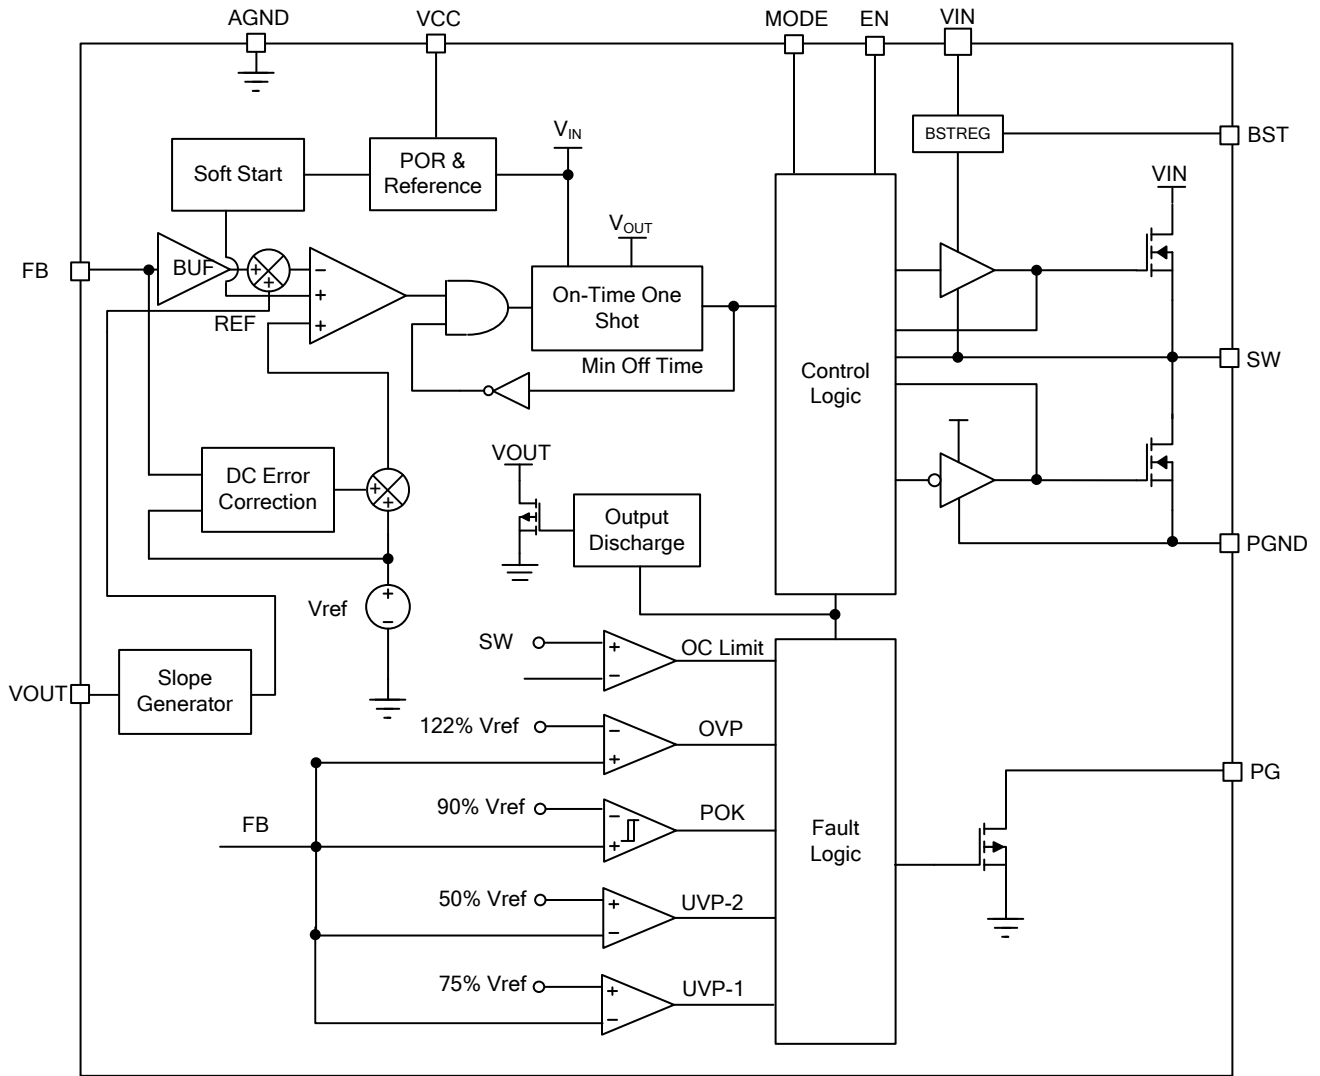 AGND
VCC
MODE
EN
VIN
BSTREG
BST
VIN
Soft Start
POR &
Reference
VIN
VOUT
FB
BUF
+
+
−
+
+
REF
On-Time One
Shot
Min Off Time
Control
Logic
SW
DC Error
Correction
+
+
VOUT
Output
Discharge
PGND
Vref
+
−
VOUT
Slope
Generator
SW
+
−
OC Limit
122% Vref
−
+
OVP
PG
90% Vref
−
+
POK
FB
Fault
Logic
50% Vref
+
−
UVP-2
75% Vref
+
−
UVP-1